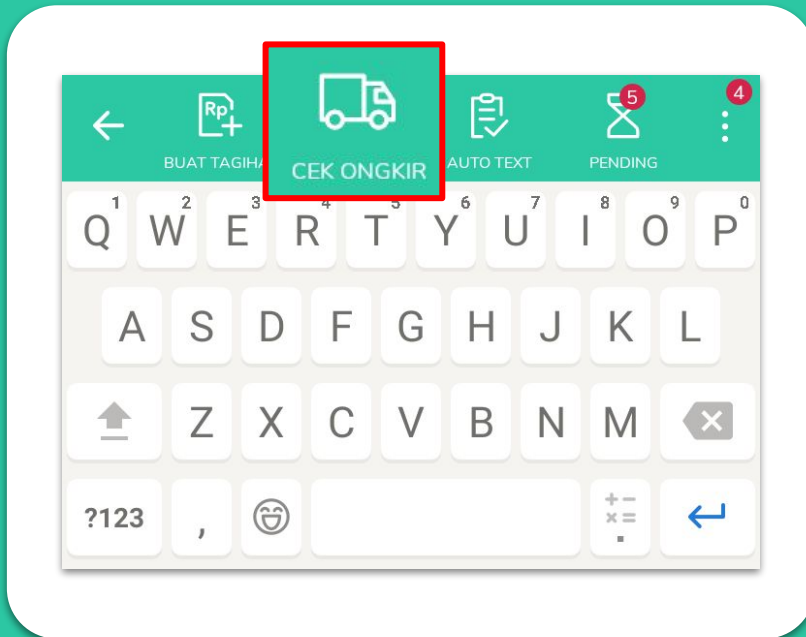 Rp
5
4
BUAT TAGIHA
CEK ONGKIR
AUTO TEXT
PENDING
1 2 3 4 5 6 7 8 9 0
Q W E R T Y U I O P
A S D F G H J K L
Z X C V B N M
?123 , + − × = .